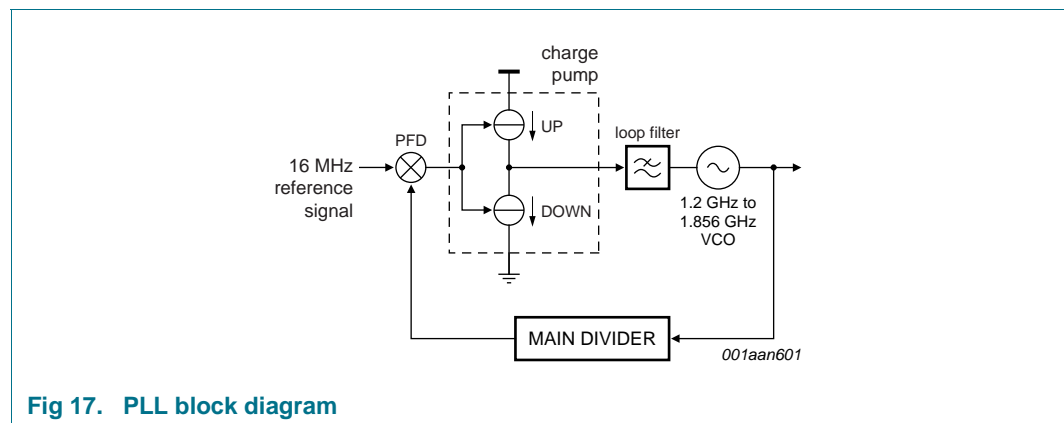 charge
pump
UP
PFD
loop filter
16 MHz
reference
signal
DOWN
1.2 GHz to
1.856 GHz
VCO
MAIN DIVIDER
001aan601
Fig 17. PLL block diagram